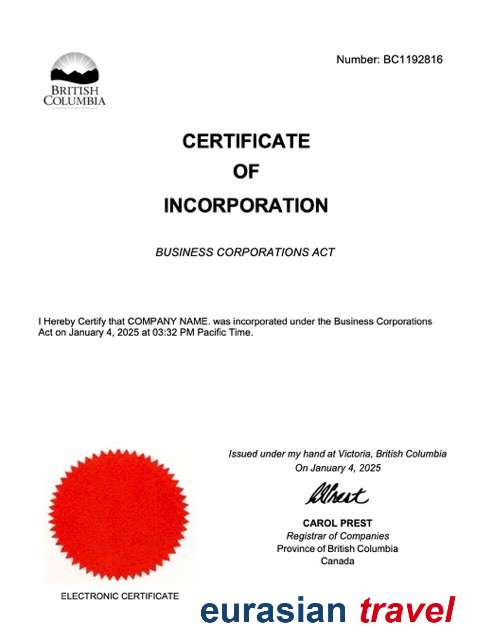 BRITISH
COLUMBIA
Number: BC1192816
CERTIFICATE
OF
INCORPORATION
BUSINESS CORPORATIONS ACT
I Hereby Certify that COMPANY NAME. was incorporated under the Business Corporations
Act on January 4, 2025 at 03:32 PM Pacific Time.
Issued under my hand at Victoria, British Columbia
On January 4, 2025
CAROL PREST
Registrar of Companies
Province of British Columbia
Canada
ELECTRONIC CERTIFICATE
eurasian travel